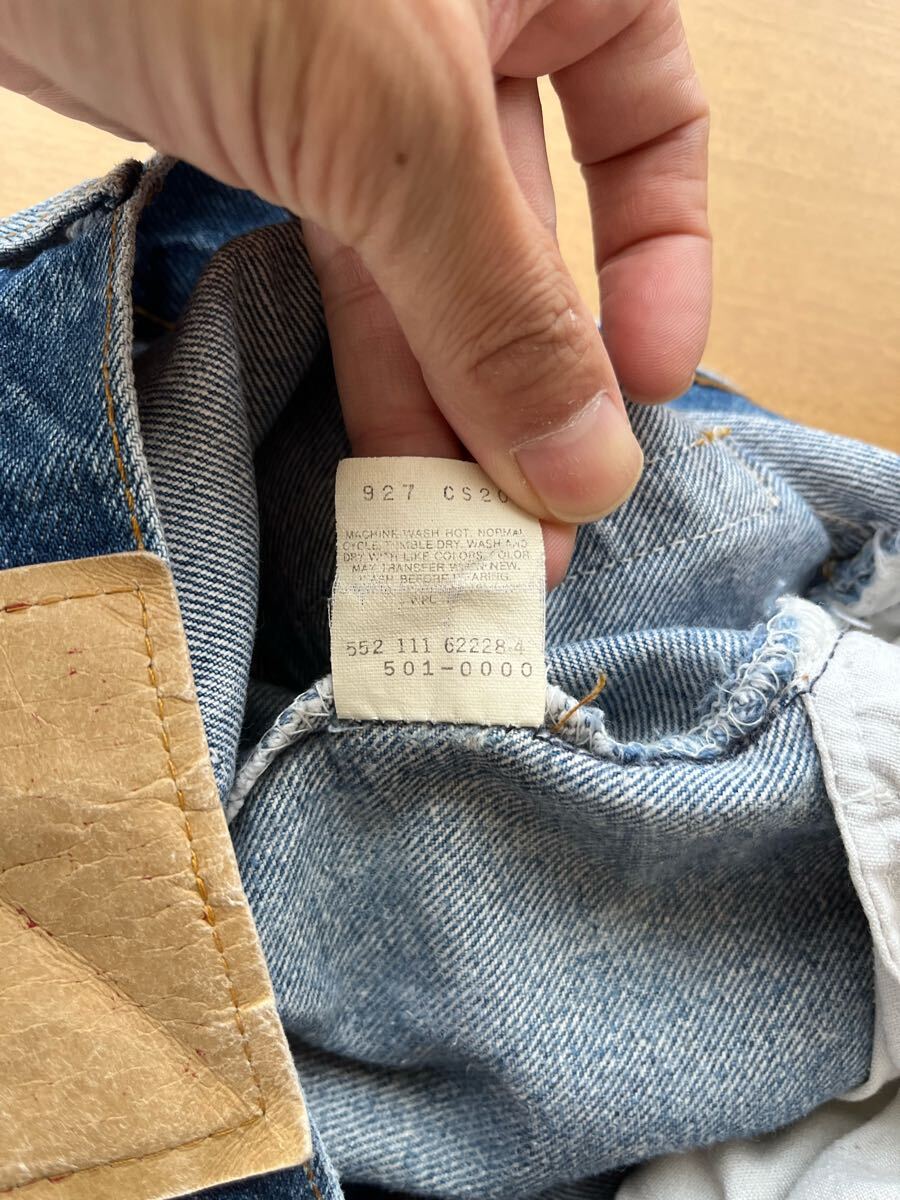 927 CS20
MACHINE WASH HOT. NORMAL
CYCLE. TUMBLE DRY. WASH AND
DRY WITH LIKE COLORS. COLOR
MAY TRANSFER WHEN NEW.
WASH BEFORE WEARING.
552 111 62228 4
501-0000